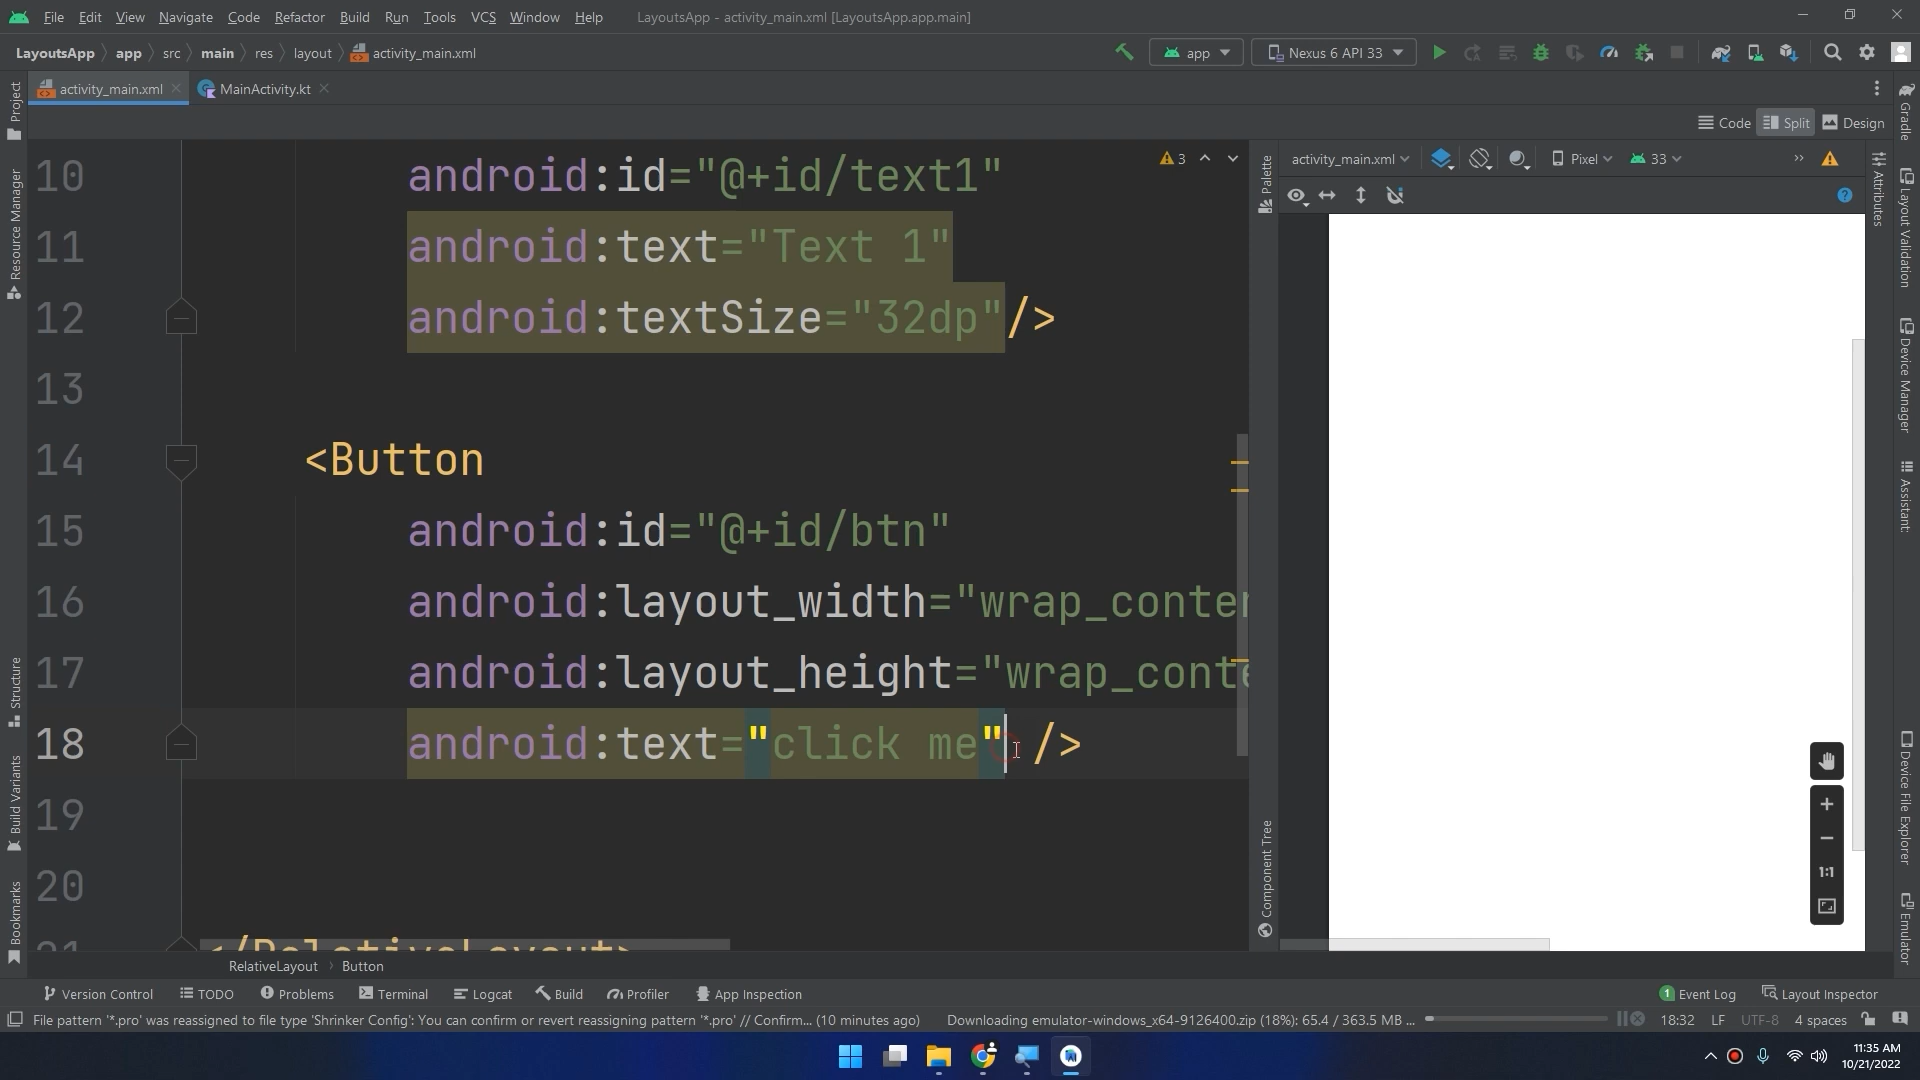 File Edit View Navigate Code Refactor Build Run Tools VCS Window Help LayoutsApp - activity_main.xml [LayoutsApp.app.main]
LayoutsApp app src main res layout activity_main.xml app Nexus 6 API 33
activity_main.xml MainActivity.kt
Code Split Design
Project
Resource Manager
Structure
Build Variants
Bookmarks
3
10 android:id="@+id/text1"
11 android:text="Text 1"
12 android:textSize="32dp"/>
13
14 <Button
15 android:id="@+id/btn"
16 android:layout_width="wrap_conter
17 android:layout_height="wrap_conte
18 android:text="click me" />
19
20
21 </RelativeLayout>
Palette
Component Tree
activity_main.xml Pixel 33
1:1
Attributes
Gradle
Layout Validation
Device Manager
Assistant
Device File Explorer
Emulator
RelativeLayout Button
Version Control TODO Problems Terminal Logcat Build Profiler App Inspection 1 Event Log Layout Inspector
File pattern '*.pro' was reassigned to file type 'Shrinker Config': You can confirm or revert reassigning pattern '*.pro' // Confirm... (10 minutes ago) Downloading emulator-windows_x64-9126400.zip (18%): 65.4 / 363.5 MB ... 18:32 LF UTF-8 4 spaces
11:35 AM
10/21/2022